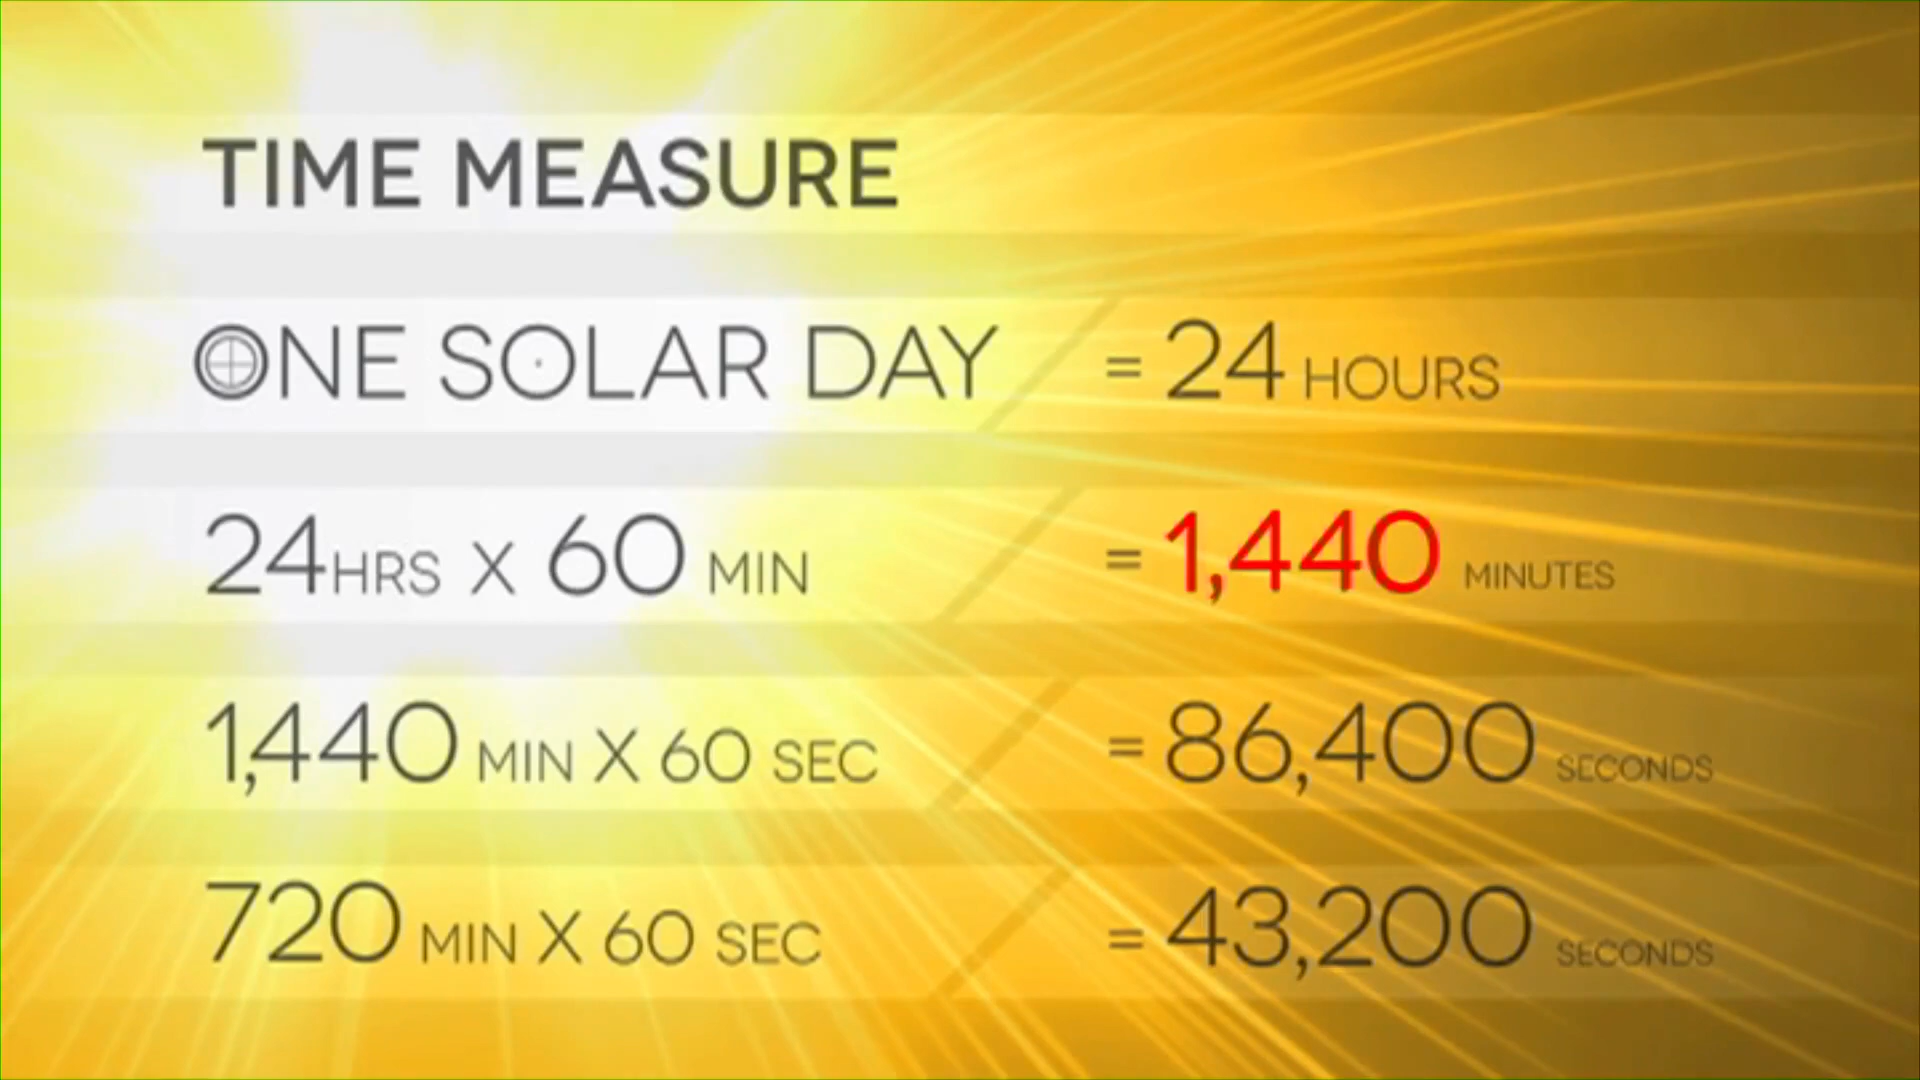 TIME MEASURE
ONE SOLAR DAY = 24 HOURS
24HRS X 60 MIN = 1,440 MINUTES
1,440 MIN X 60 SEC = 86,400 SECONDS
720 MIN X 60 SEC = 43,200 SECONDS